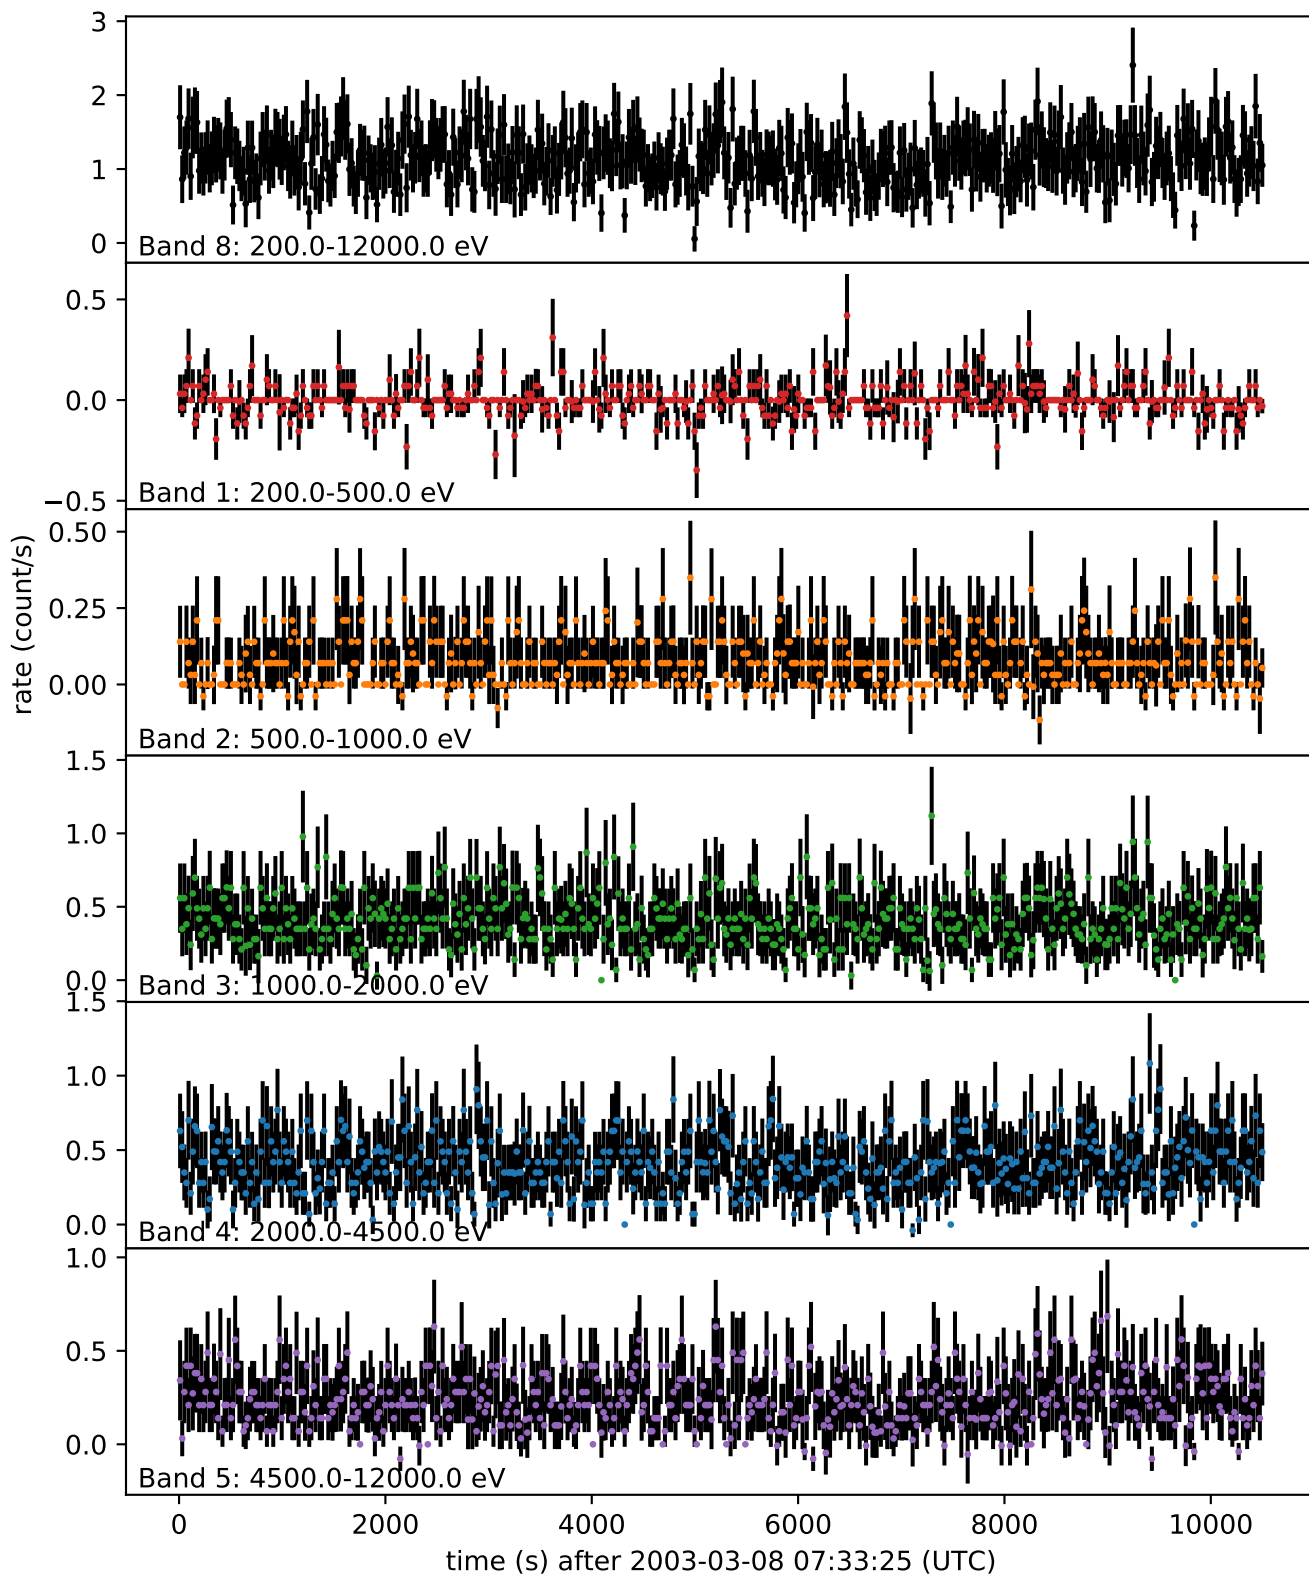 3
2
1
0
Band 8: 200.0-12000.0 eV
0.5
0.0
−0.5
Band 1: 200.0-500.0 eV
0.50
0.25
0.00
Band 2: 500.0-1000.0 eV
rate (count/s)
1.5
1.0
0.5
0.0
Band 3: 1000.0-2000.0 eV
1.5
1.0
0.5
0.0
Band 4: 2000.0-4500.0 eV
1.0
0.5
0.0
Band 5: 4500.0-12000.0 eV
0 2000 4000 6000 8000 10000
time (s) after 2003-03-08 07:33:25 (UTC)